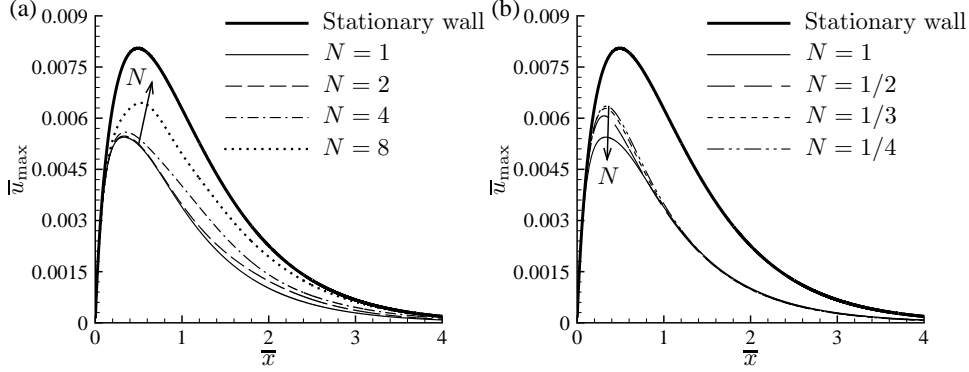 (a)
0.009
0.0075
0.006
0.0045
0.003
0.0015
0
u̅max
0
1
2
3
4
x̅
N
Stationary wall
N = 1
N = 2
N = 4
N = 8
(b)
0.009
0.0075
0.006
0.0045
0.003
0.0015
0
u̅max
0
1
2
3
4
x̅
N
Stationary wall
N = 1
N = 1/2
N = 1/3
N = 1/4